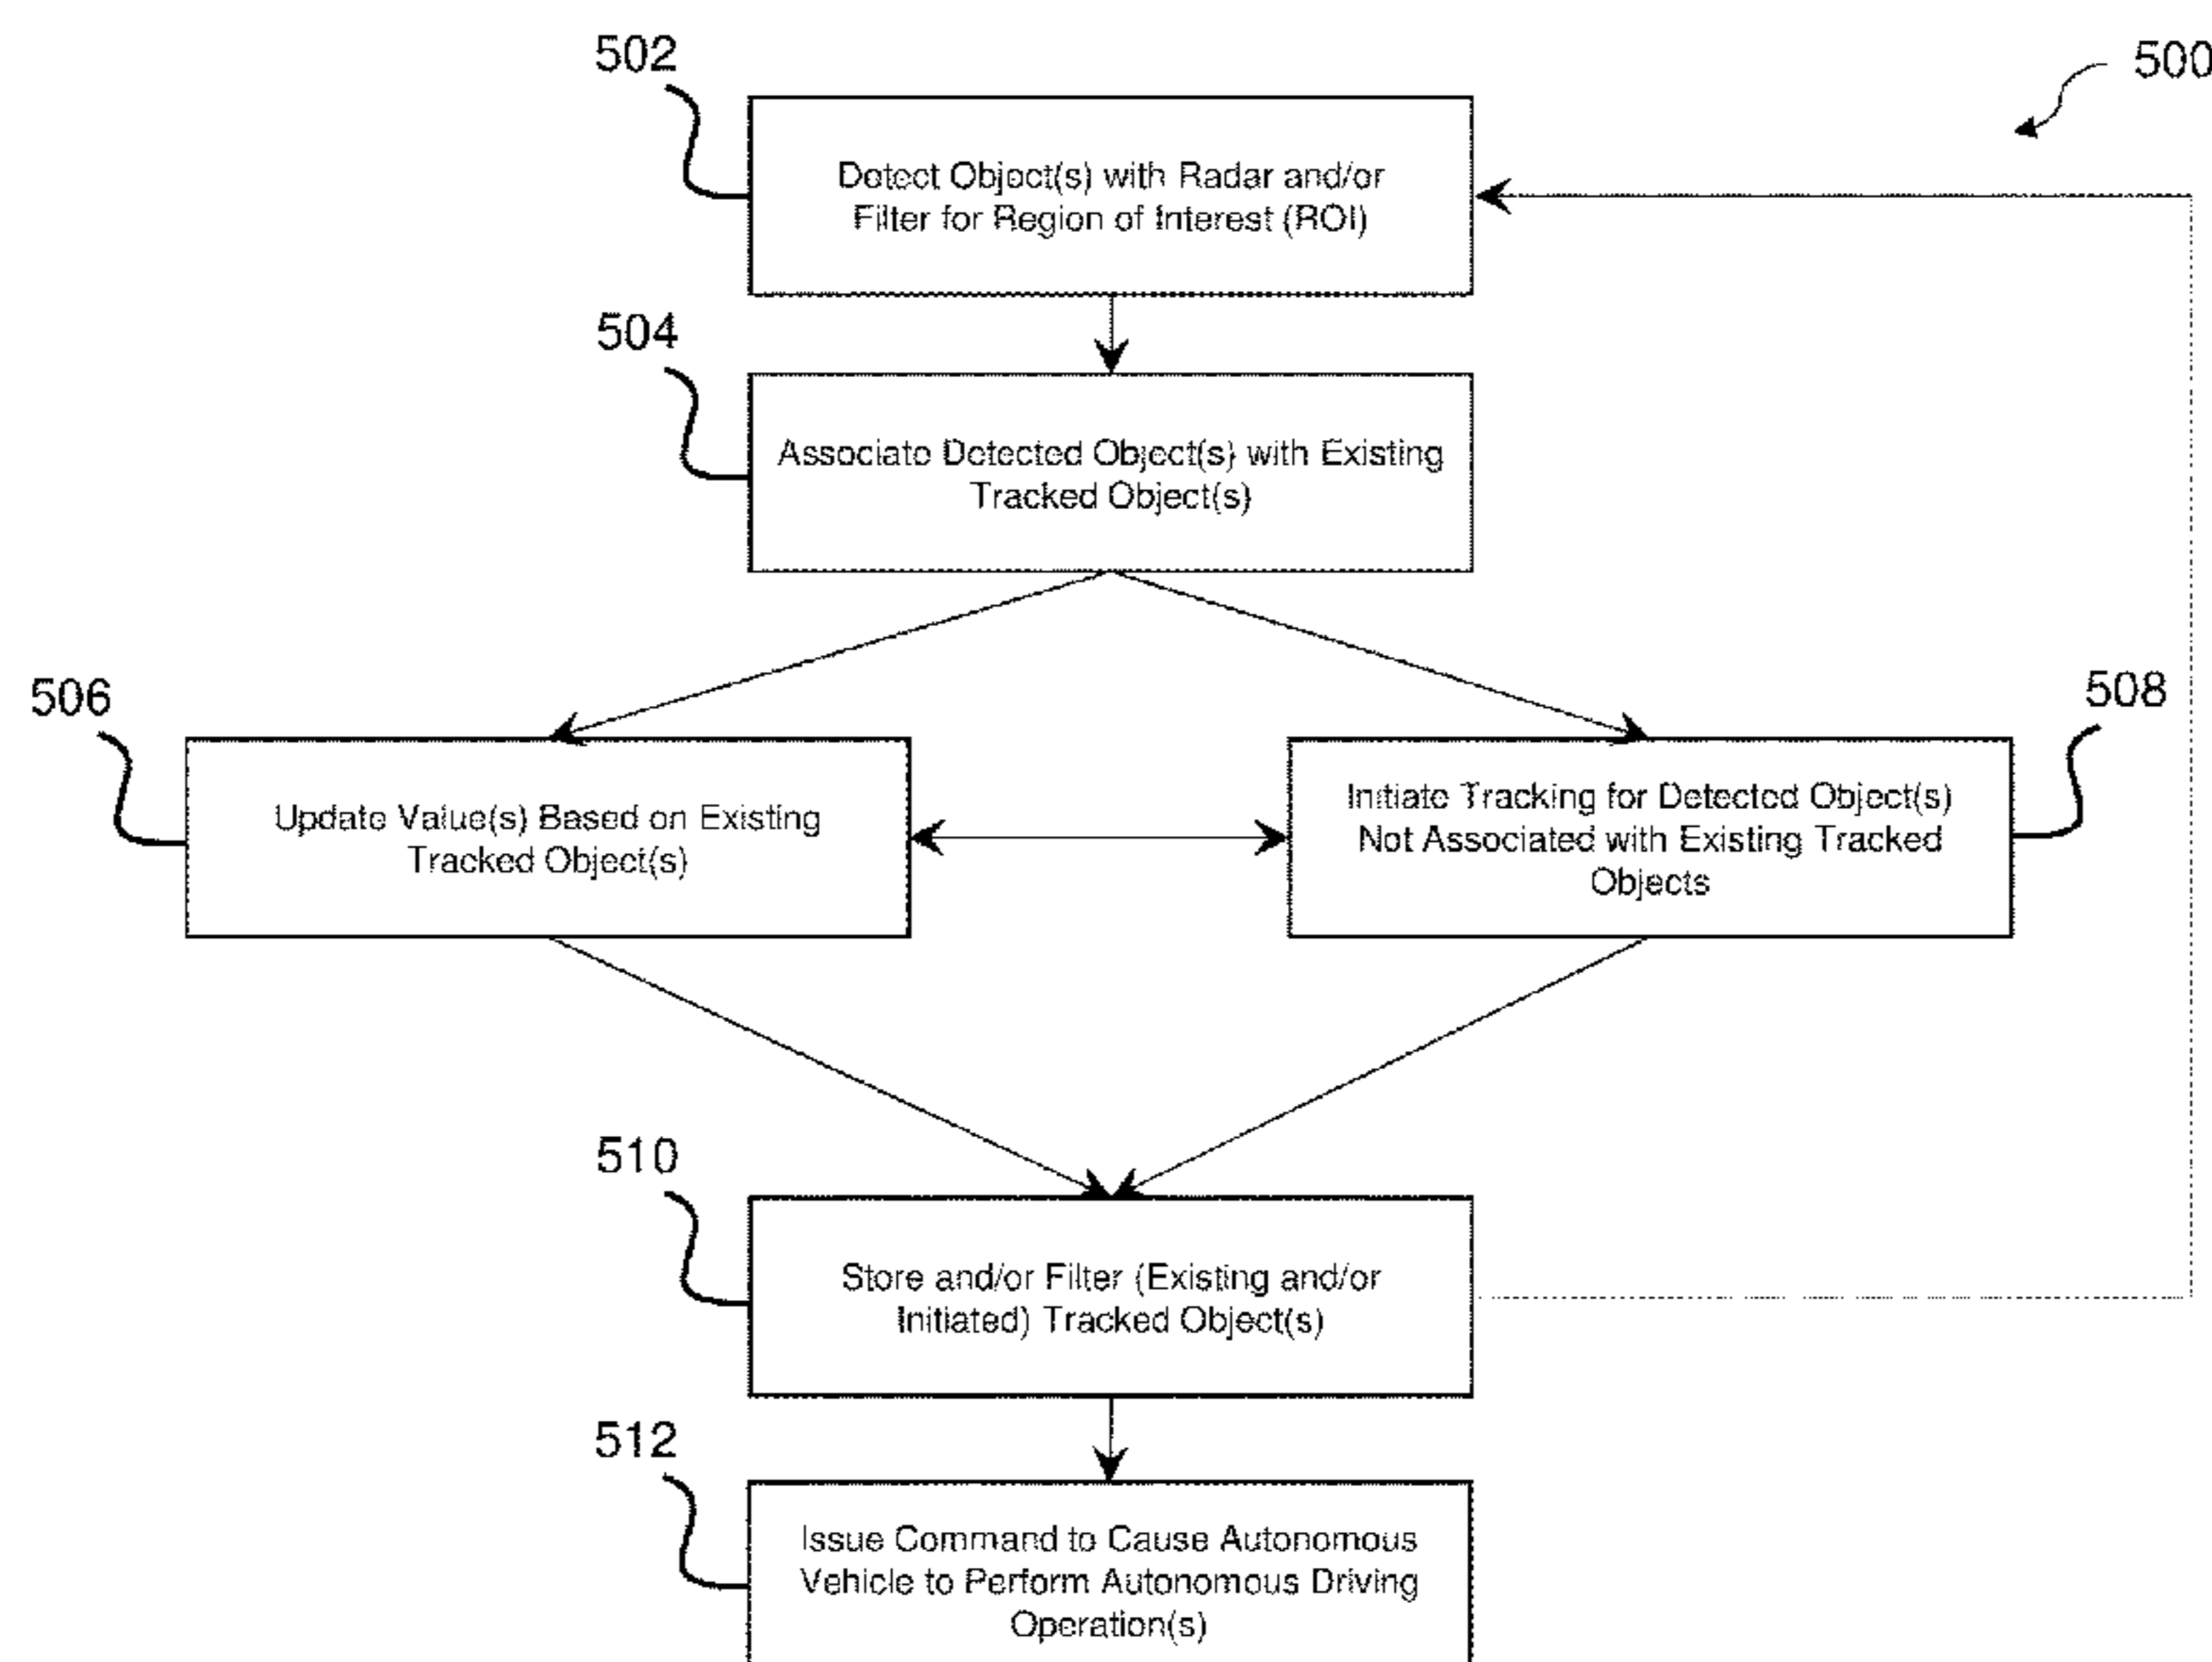 502
500
Detect Object(s) with Radar and/or
Filter for Region of Interest (ROI)
504
Associate Detected Object(s) with Existing
Tracked Object(s)
506
508
Update Value(s) Based on Existing
Tracked Object(s)
Initiate Tracking for Detected Object(s)
Not Associated with Existing Tracked
Objects
510
Store and/or Filter (Existing and/or
Initiated) Tracked Object(s)
512
Issue Command to Cause Autonomous
Vehicle to Perform Autonomous Driving
Operation(s)